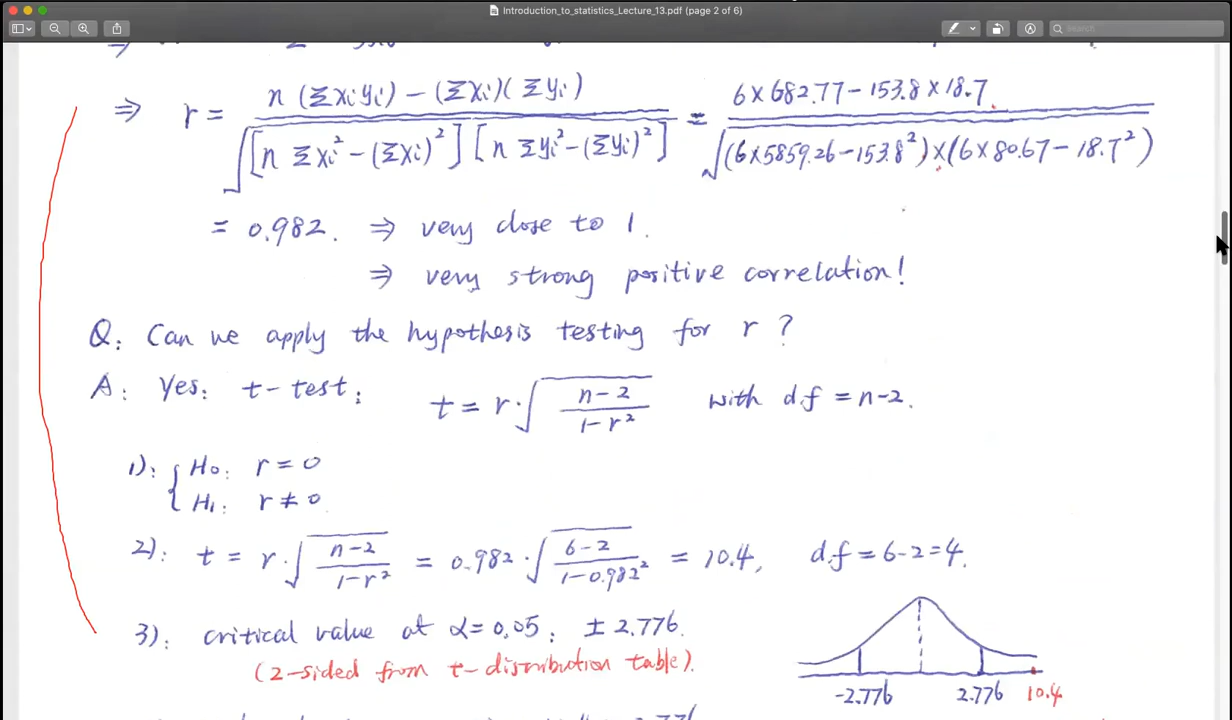 Introduction_to_statistics_Lecture_13.pdf (page 2 of 6)
Search
⇒ r = n (Σxiyi) − (Σxi)(Σyi) / √[n Σxi² − (Σxi)²] [n Σyi² − (Σyi)²] = 6×682.77 − 153.8×18.7 / √(6×5859.26 − 153.8²)×(6×80.67 − 18.7²)
= 0.982. ⇒ very close to 1.
⇒ very strong positive correlation!
Q: Can we apply the hypothesis testing for r?
A: Yes: t-test: t = r·√(n−2 / 1−r²) with d.f = n−2.
1): { H₀: r = 0
H₁: r ≠ 0
2): t = r·√(n−2 / 1−r²) = 0.982·√(6−2 / 1−0.982²) = 10.4, d.f = 6−2 = 4.
3): critical value at α = 0.05: ± 2.776.
(2-sided from t-distribution table).
-2.776 2.776 10.4